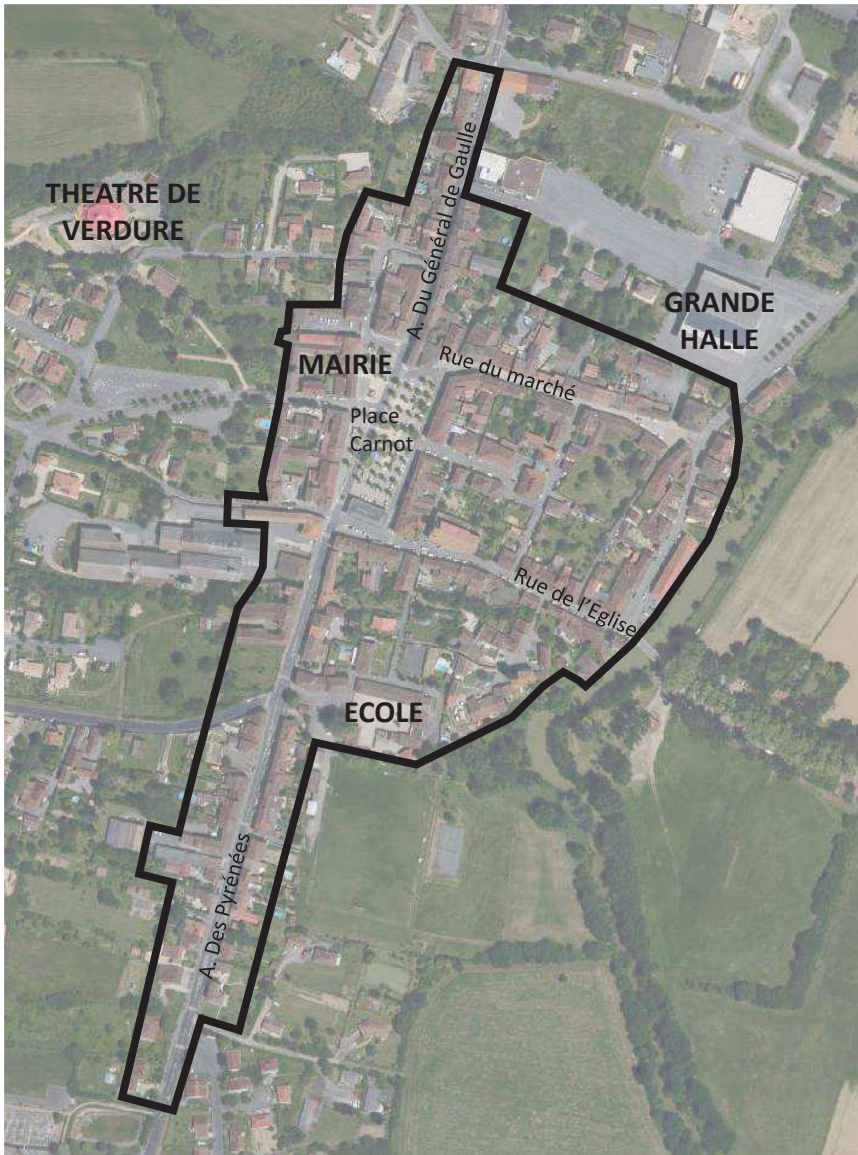 A. Du Général de Gaulle
THEATRE DE
VERDURE
GRANDE
HALLE
MAIRIE
Rue du marché
Place
Carnot
Rue de l'Eglise
ECOLE
A. Des Pyrénées